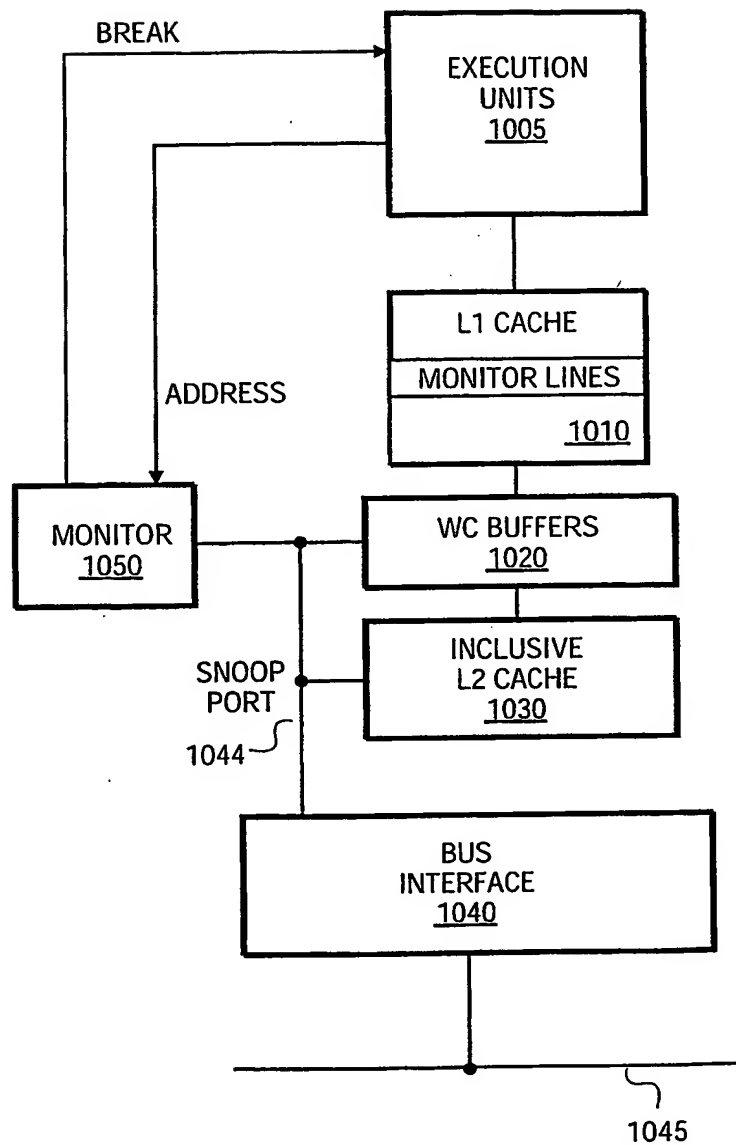 BREAK
EXECUTION
UNITS
1005
L1 CACHE
MONITOR LINES
1010
ADDRESS
MONITOR
1050
WC BUFFERS
1020
INCLUSIVE
L2 CACHE
1030
SNOOP
PORT
1044
BUS
INTERFACE
1040
1045